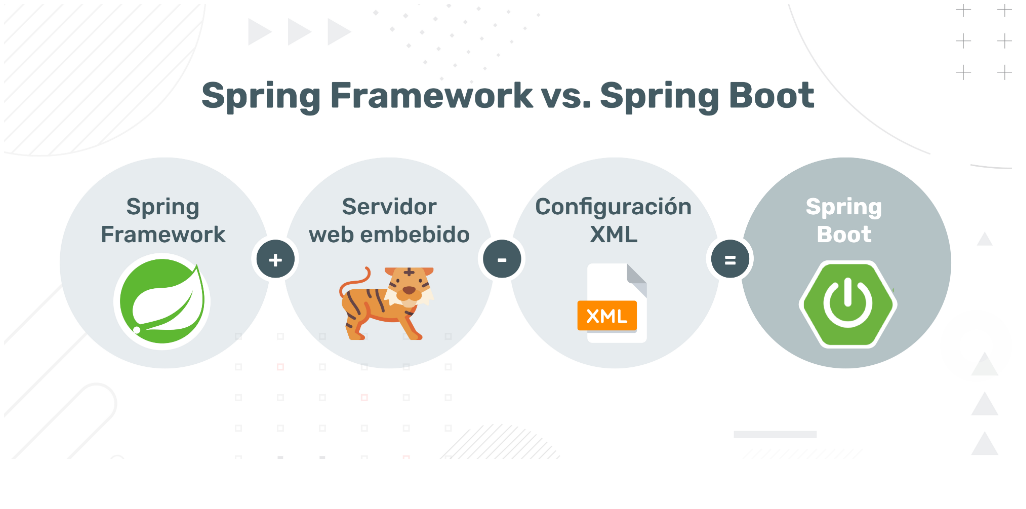 Spring Framework vs. Spring Boot
Spring
Framework
+
Servidor
web embebido
-
Configuración
XML
XML
=
Spring
Boot